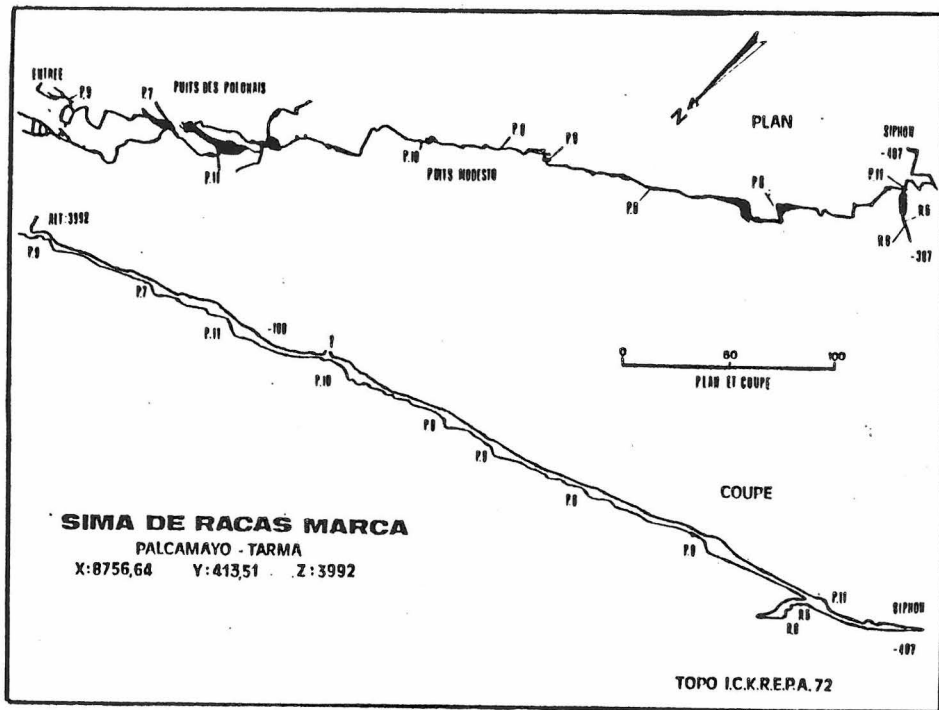 ENTREE
P.9
P.7
PUITS DES POLONAIS
P.11
P.10
PUITS MODESTO
P.8
P.8
P.8
P.8
N
PLAN
SIPHON
-407
P.11
R.6
R.8
-387
ALT:3992
P.9
P.7
P.11
-100
?
P.10
P.8
P.8
P.8
P.8
0 50 100
PLAN ET COUPE
COUPE
P.11
R.6
R.8
SIPHON
-407
SIMA DE RACAS MARCA
PALCAMAYO - TARMA
X:8756,64 Y:413,51 Z:3992
TOPO I.C.K.R.E.P.A. 72